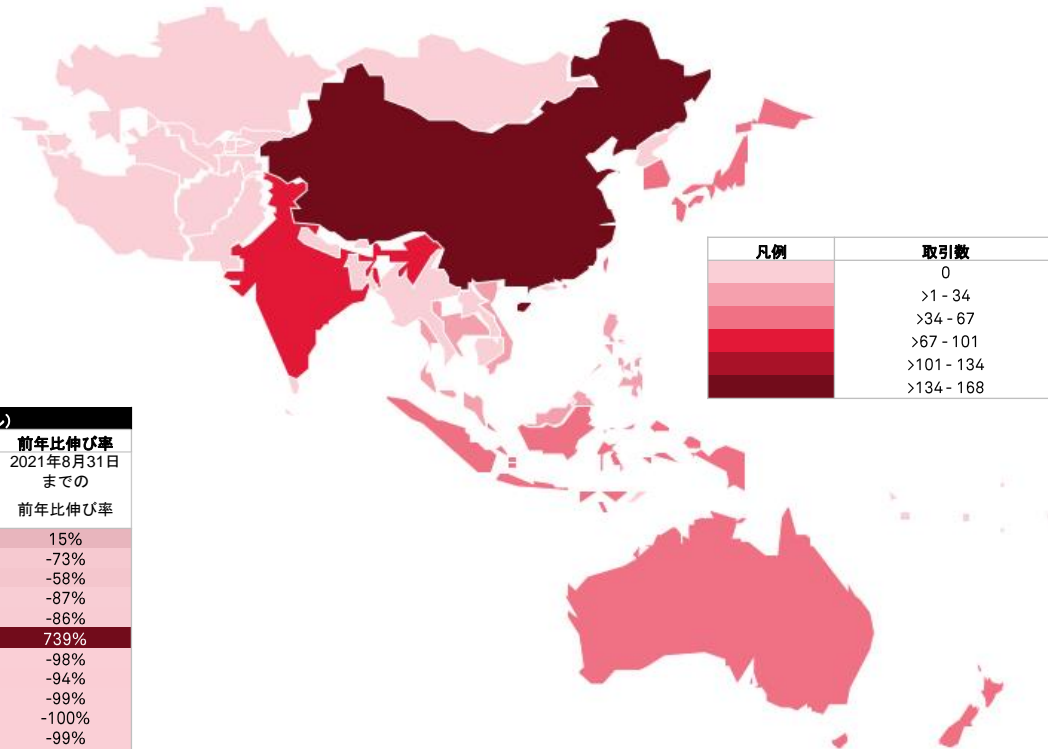 凡例 取引数
0
>1 - 34
>34 - 67
>67 - 101
>101 - 134
>134 - 168
前年比伸び率
2021年8月31日
までの
前年比伸び率
15%
-73%
-58%
-87%
-86%
739%
-98%
-94%
-99%
-100%
-99%